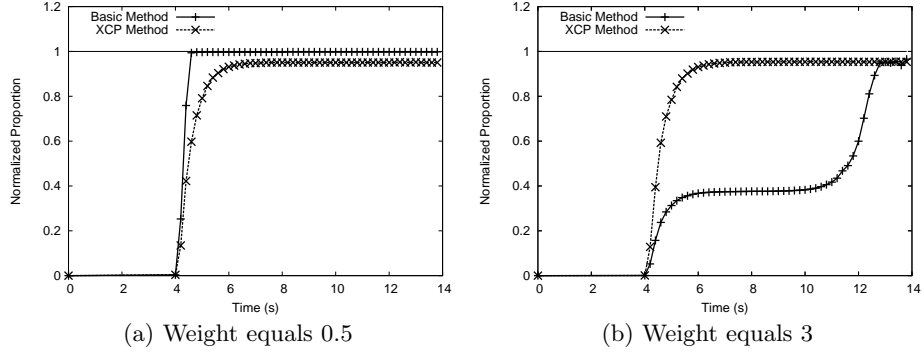 Basic Method
XCP Method
Normalized Proportion
1.2
1
0.8
0.6
0.4
0.2
0
0 2 4 6 8 10 12 14
Time (s)
(a) Weight equals 0.5
Basic Method
XCP Method
Normalized Proportion
1.2
1
0.8
0.6
0.4
0.2
0
0 2 4 6 8 10 12 14
Time (s)
(b) Weight equals 3